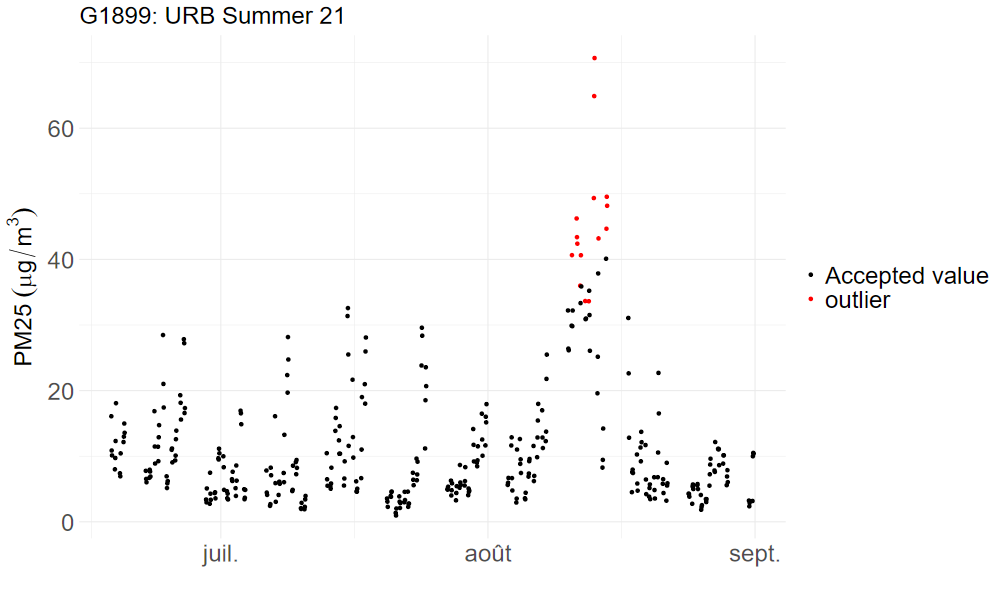 G1899: URB Summer 21
PM25 (μg/m³)
60
40
20
0
juil.
août
sept.
Accepted value
outlier